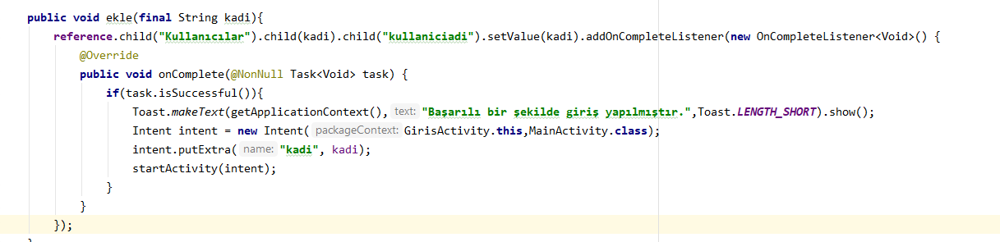 public void ekle(final String kadi){
reference.child("Kullanıcılar").child(kadi).child("kullaniciadi").setValue(kadi).addOnCompleteListener(new OnCompleteListener<Void>() {
@Override
public void onComplete(@NonNull Task<Void> task) {
if(task.isSuccessful()){
Toast.makeText(getApplicationContext(), text: "Başarılı bir şekilde giriş yapılmıştır.",Toast.LENGTH_SHORT).show();
Intent intent = new Intent( packageContext: GirisActivity.this,MainActivity.class);
intent.putExtra( name: "kadi", kadi);
startActivity(intent);
}
}
});